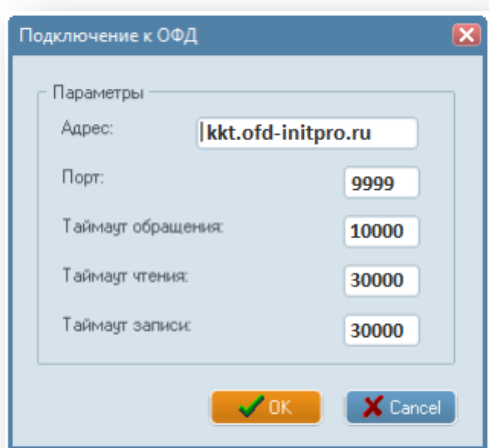 Подключение к ОФД
Параметры
Адрес: kkt.ofd-initpro.ru
Порт: 9999
Таймаут обращения: 10000
Таймаут чтения: 30000
Таймаут записи: 30000
OK Cancel